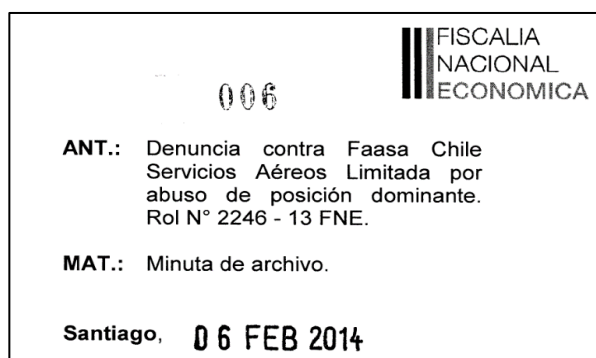 FISCALIA
NACIONAL
ECONOMICA
006
ANT.: Denuncia contra Faasa Chile
Servicios Aéreos Limitada por
abuso de posición dominante.
Rol N° 2246 - 13 FNE.
MAT.: Minuta de archivo.
Santiago, 06 FEB 2014